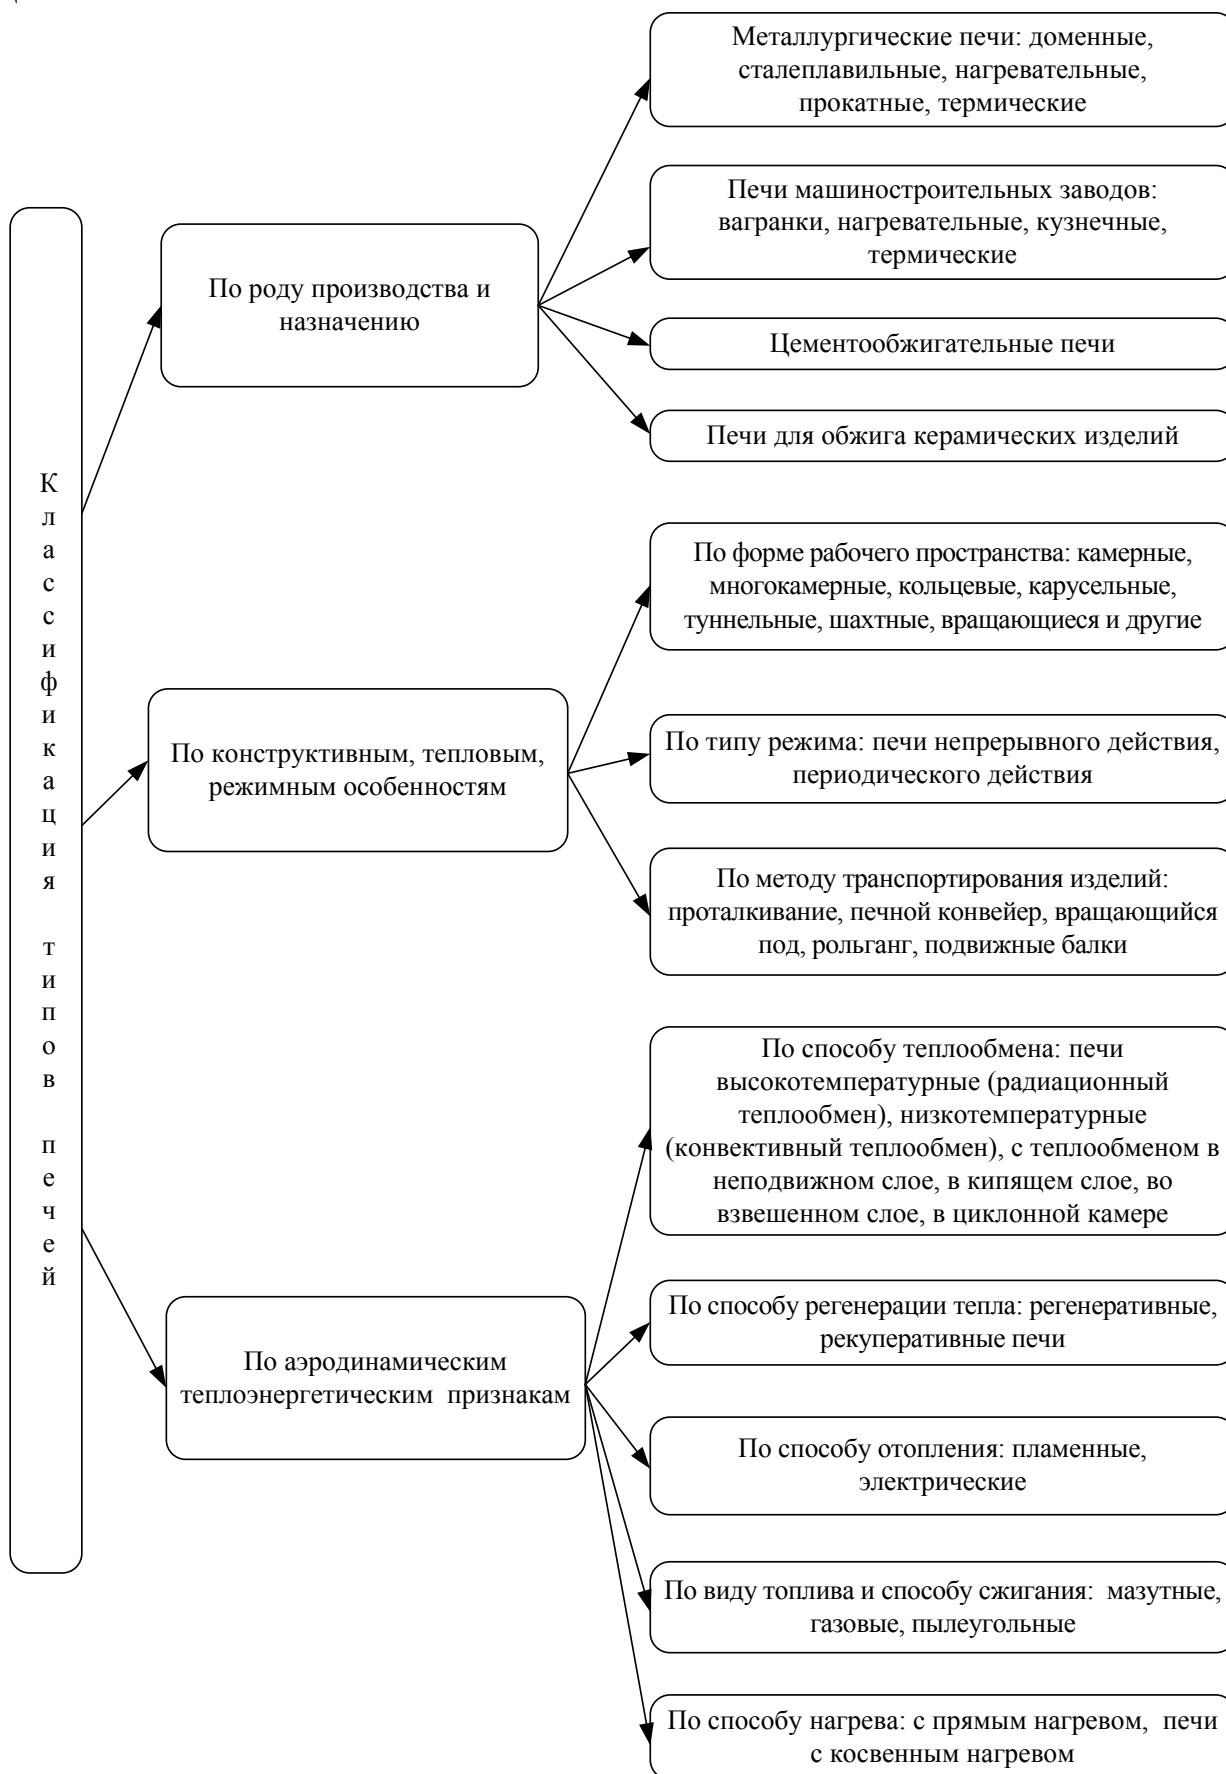 Металлургические печи: доменные,
сталеплавильные, нагревательные,
прокатные, термические
Печи машиностроительных заводов:
вагранки, нагревательные, кузнечные,
термические
По роду производства и
назначению
Цементообжигательные печи
Печи для обжига керамических изделий
Классификация типов печей
По форме рабочего пространства: камерные,
многокамерные, кольцевые, карусельные,
туннельные, шахтные, вращающиеся и другие
По конструктивным, тепловым,
режимным особенностям
По типу режима: печи непрерывного действия,
периодического действия
По методу транспортирования изделий:
проталкивание, печной конвейер, вращающийся
под, рольганг, подвижные балки
По способу теплообмена: печи
высокотемпературные (радиационный
теплообмен), низкотемпературные
(конвективный теплообмен), с теплообменом в
неподвижном слое, в кипящем слое, во
взвешенном слое, в циклонной камере
По аэродинамическим
теплоэнергетическим  признакам
По способу регенерации тепла: регенеративные,
рекуперативные печи
По способу отопления: пламенные,
электрические
По виду топлива и способу сжигания:  мазутные,
газовые, пылеугольные
По способу нагрева: с прямым нагревом,  печи
с косвенным нагревом